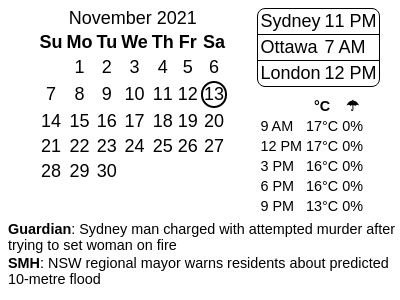 November 2021
Su Mo Tu We Th Fr Sa
1 2 3 4 5 6
7 8 9 10 11 12 13
14 15 16 17 18 19 20
21 22 23 24 25 26 27
28 29 30
Sydney 11 PM
Ottawa 7 AM
London 12 PM
°C ☂
9 AM 17°C 0%
12 PM 17°C 0%
3 PM 16°C 0%
6 PM 16°C 0%
9 PM 13°C 0%
Guardian: Sydney man charged with attempted murder after
trying to set woman on fire
SMH: NSW regional mayor warns residents about predicted
10-metre flood